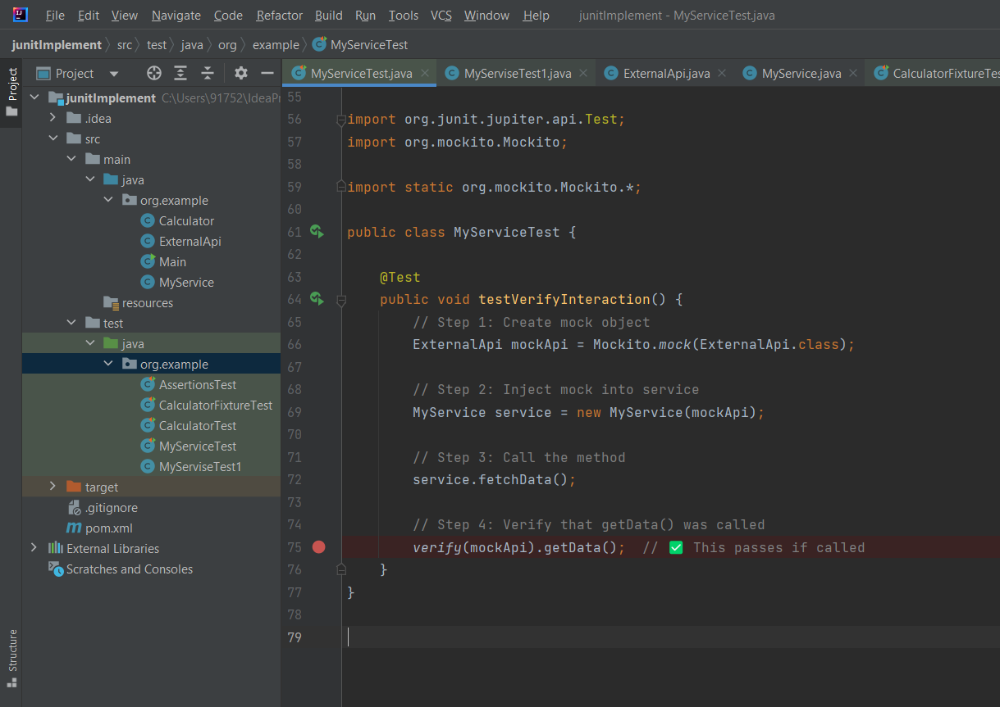 File Edit View Navigate Code Refactor Build Run Tools VCS Window Help junitImplement - MyServiceTest.java
junitImplement src test java org example MyServiceTest
Project
Project
MyServiceTest.java MyServiseTest1.java ExternalApi.java MyService.java CalculatorFixtureTes
junitImplement C:\Users\91752\IdeaPr
.idea
src
main
java
org.example
Calculator
ExternalApi
Main
MyService
resources
test
java
org.example
AssertionsTest
CalculatorFixtureTest
CalculatorTest
MyServiceTest
MyServiseTest1
target
.gitignore
pom.xml
External Libraries
Scratches and Consoles
Structure
55
56 import org.junit.jupiter.api.Test;
57 import org.mockito.Mockito;
58
59 import static org.mockito.Mockito.*;
60
61 public class MyServiceTest {
62
63 @Test
64 public void testVerifyInteraction() {
65 // Step 1: Create mock object
66 ExternalApi mockApi = Mockito.mock(ExternalApi.class);
67
68 // Step 2: Inject mock into service
69 MyService service = new MyService(mockApi);
70
71 // Step 3: Call the method
72 service.fetchData();
73
74 // Step 4: Verify that getData() was called
75 verify(mockApi).getData(); // ✅ This passes if called
76 }
77 }
78
79